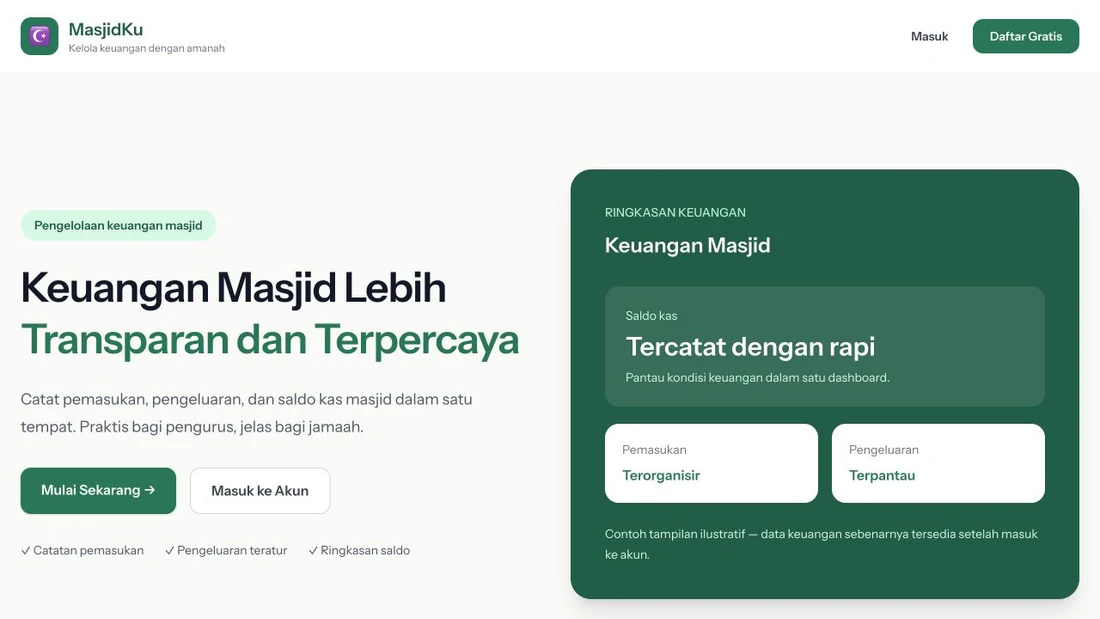 MasjidKu
Kelola keuangan dengan amanah
Masuk
Daftar Gratis
Pengelolaan keuangan masjid
Keuangan Masjid Lebih
Transparan dan Terpercaya
Catat pemasukan, pengeluaran, dan saldo kas masjid dalam satu
tempat. Praktis bagi pengurus, jelas bagi jamaah.
Mulai Sekarang →
Masuk ke Akun
✓ Catatan pemasukan
✓ Pengeluaran teratur
✓ Ringkasan saldo
RINGKASAN KEUANGAN
Keuangan Masjid
Saldo kas
Tercatat dengan rapi
Pantau kondisi keuangan dalam satu dashboard.
Pemasukan
Terorganisir
Pengeluaran
Terpantau
Contoh tampilan ilustratif — data keuangan sebenarnya tersedia setelah masuk
ke akun.